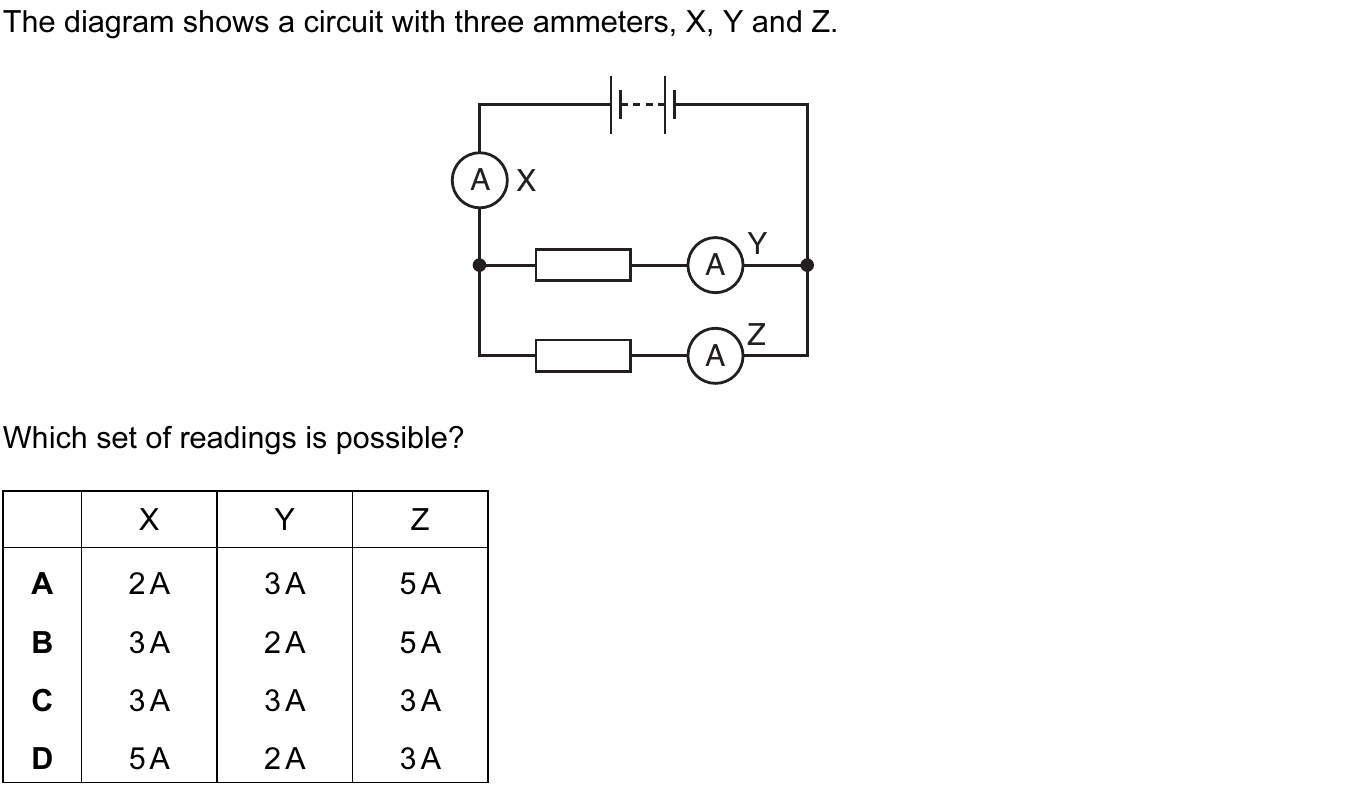 The diagram shows a circuit with three ammeters, X, Y and Z.
A X
A Y
A Z
Which set of readings is possible?
X Y Z
A 2 A 3 A 5 A
B 3 A 2 A 5 A
C 3 A 3 A 3 A
D 5 A 2 A 3 A